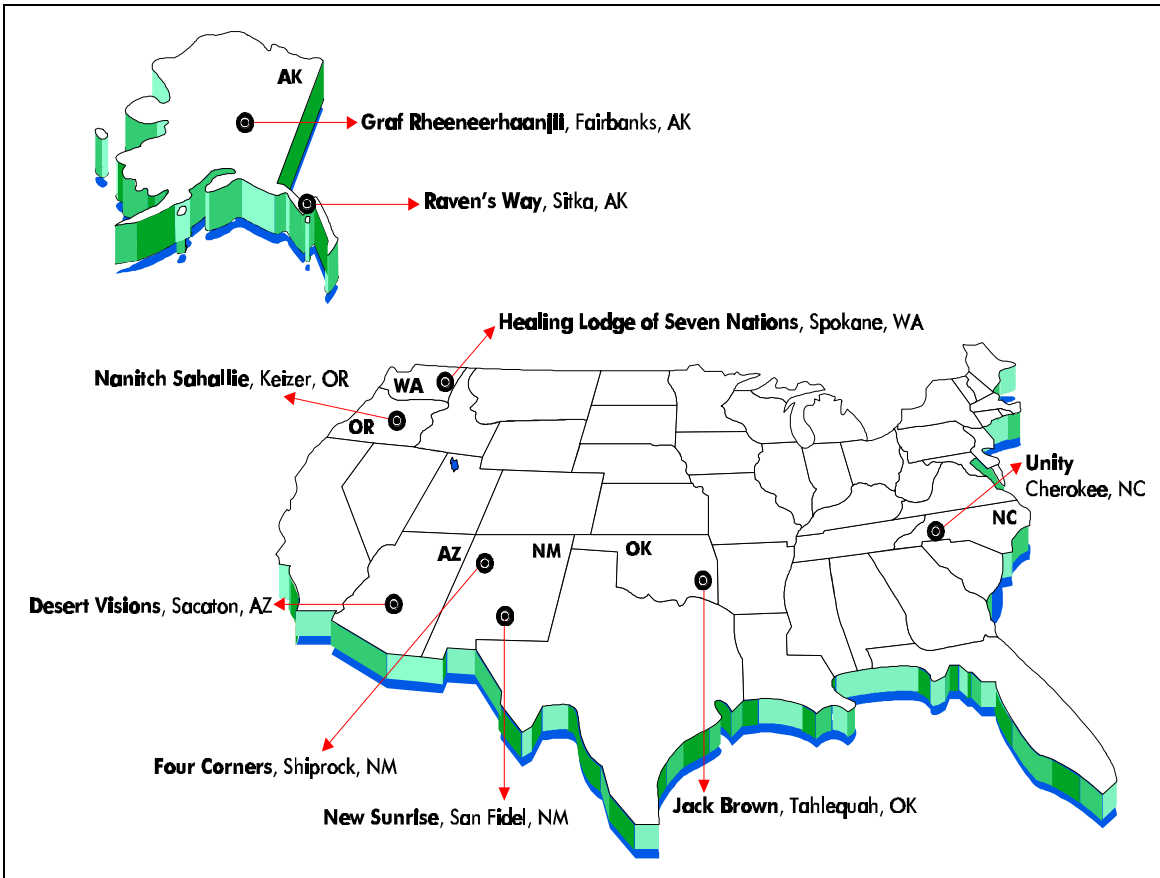 AK
Graf Rheeneerhaanjii, Fairbanks, AK
Raven's Way, Sitka, AK
Healing Lodge of Seven Nations, Spokane, WA
Nanitch Sahallie, Keizer, OR
WA
OR
Unity
Cherokee, NC
NC
AZ
NM
OK
Desert Visions, Sacaton, AZ
Four Corners, Shiprock, NM
New Sunrise, San Fidel, NM
Jack Brown, Tahlequah, OK